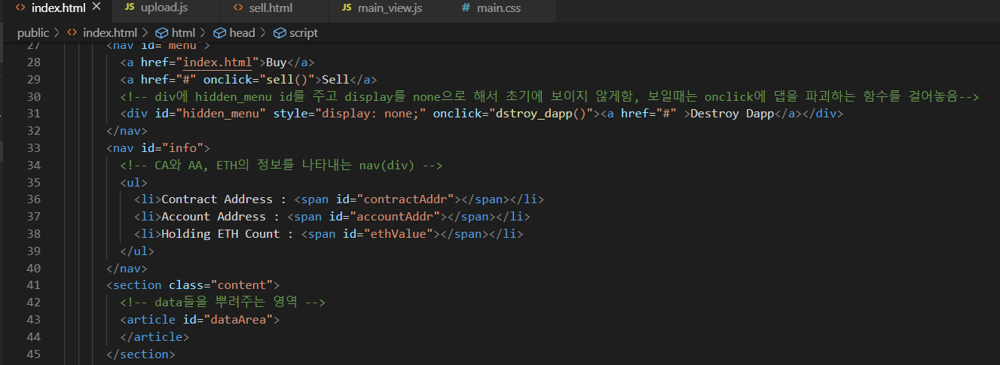 <> index.html × JS upload.js <> sell.html JS main_view.js # main.css
public > <> index.html > html > head > script
27 <nav id="menu">
28 <a href="index.html">Buy</a>
29 <a href="#" onclick="sell()">Sell</a>
30 <!-- div에 hidden_menu id를 주고 display를 none으로 해서 초기에 보이지 않게함, 보일때는 onclick에 댑을 파괴하는 함수를 걸어놓음-->
31 <div id="hidden_menu" style="display: none;" onclick="dstroy_dapp()"><a href="#" >Destroy Dapp</a></div>
32 </nav>
33 <nav id="info">
34 <!-- CA와 AA, ETH의 정보를 나타내는 nav(div) -->
35 <ul>
36 <li>Contract Address : <span id="contractAddr"></span></li>
37 <li>Account Address : <span id="accountAddr"></span></li>
38 <li>Holding ETH Count : <span id="ethValue"></span></li>
39 </ul>
40 </nav>
41 <section class="content">
42 <!-- data들을 뿌려주는 영역 -->
43 <article id="dataArea">
44 </article>
45 </section>